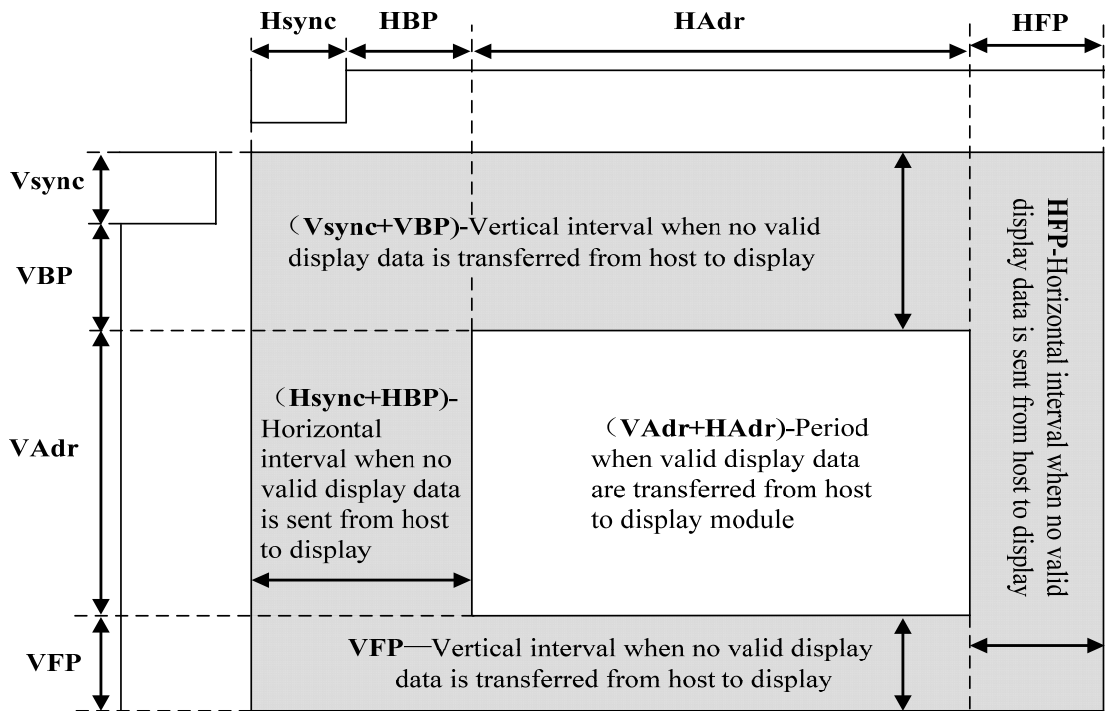 Hsync HBP HAdr HFP
Vsync
VBP
VAdr
VFP
（Vsync+VBP)-Vertical interval when no valid
display data is transferred from host to display
（Hsync+HBP)-
Horizontal
interval when no
valid display data
is sent from host
to display
（VAdr+HAdr)-Period
when valid display data
are transferred from host
to display module
HFP-Horizontal interval when no valid
display data is sent from host to display
VFP—Vertical interval when no valid display
data is transferred from host to display